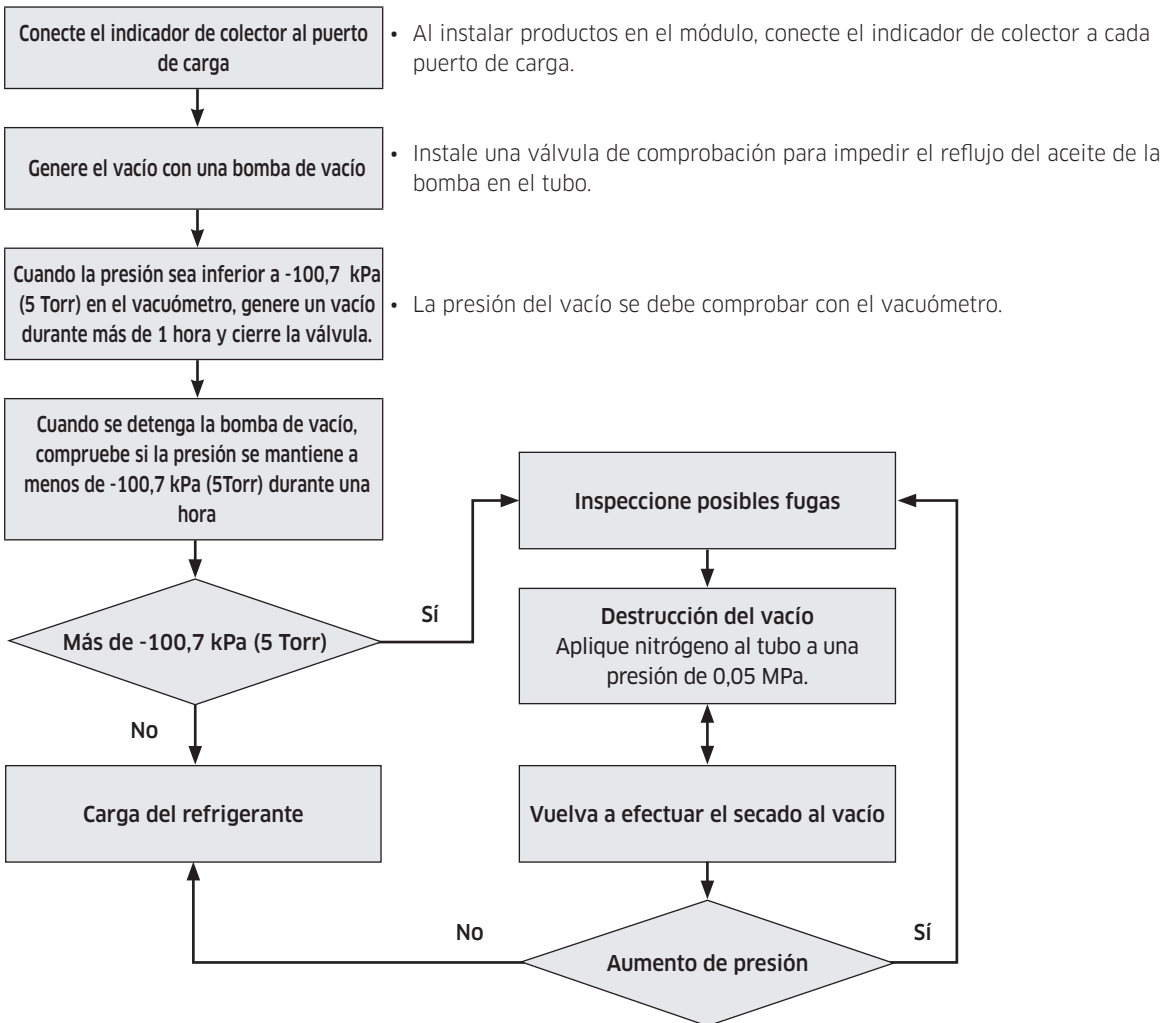 Conecte el indicador de colector al puerto
de carga
• Al instalar productos en el módulo, conecte el indicador de colector a cada
puerto de carga.
Genere el vacío con una bomba de vacío
• Instale una válvula de comprobación para impedir el reflujo del aceite de la
bomba en el tubo.
Cuando la presión sea inferior a -100,7 kPa
(5 Torr) en el vacuómetro, genere un vacío
durante más de 1 hora y cierre la válvula.
• La presión del vacío se debe comprobar con el vacuómetro.
Cuando se detenga la bomba de vacío,
compruebe si la presión se mantiene a
menos de -100,7 kPa (5Torr) durante una
hora
Inspeccione posibles fugas
Sí
Más de -100,7 kPa (5 Torr)
Destrucción del vacío
Aplique nitrógeno al tubo a una
presión de 0,05 MPa.
No
Carga del refrigerante
Vuelva a efectuar el secado al vacío
No
Sí
Aumento de presión